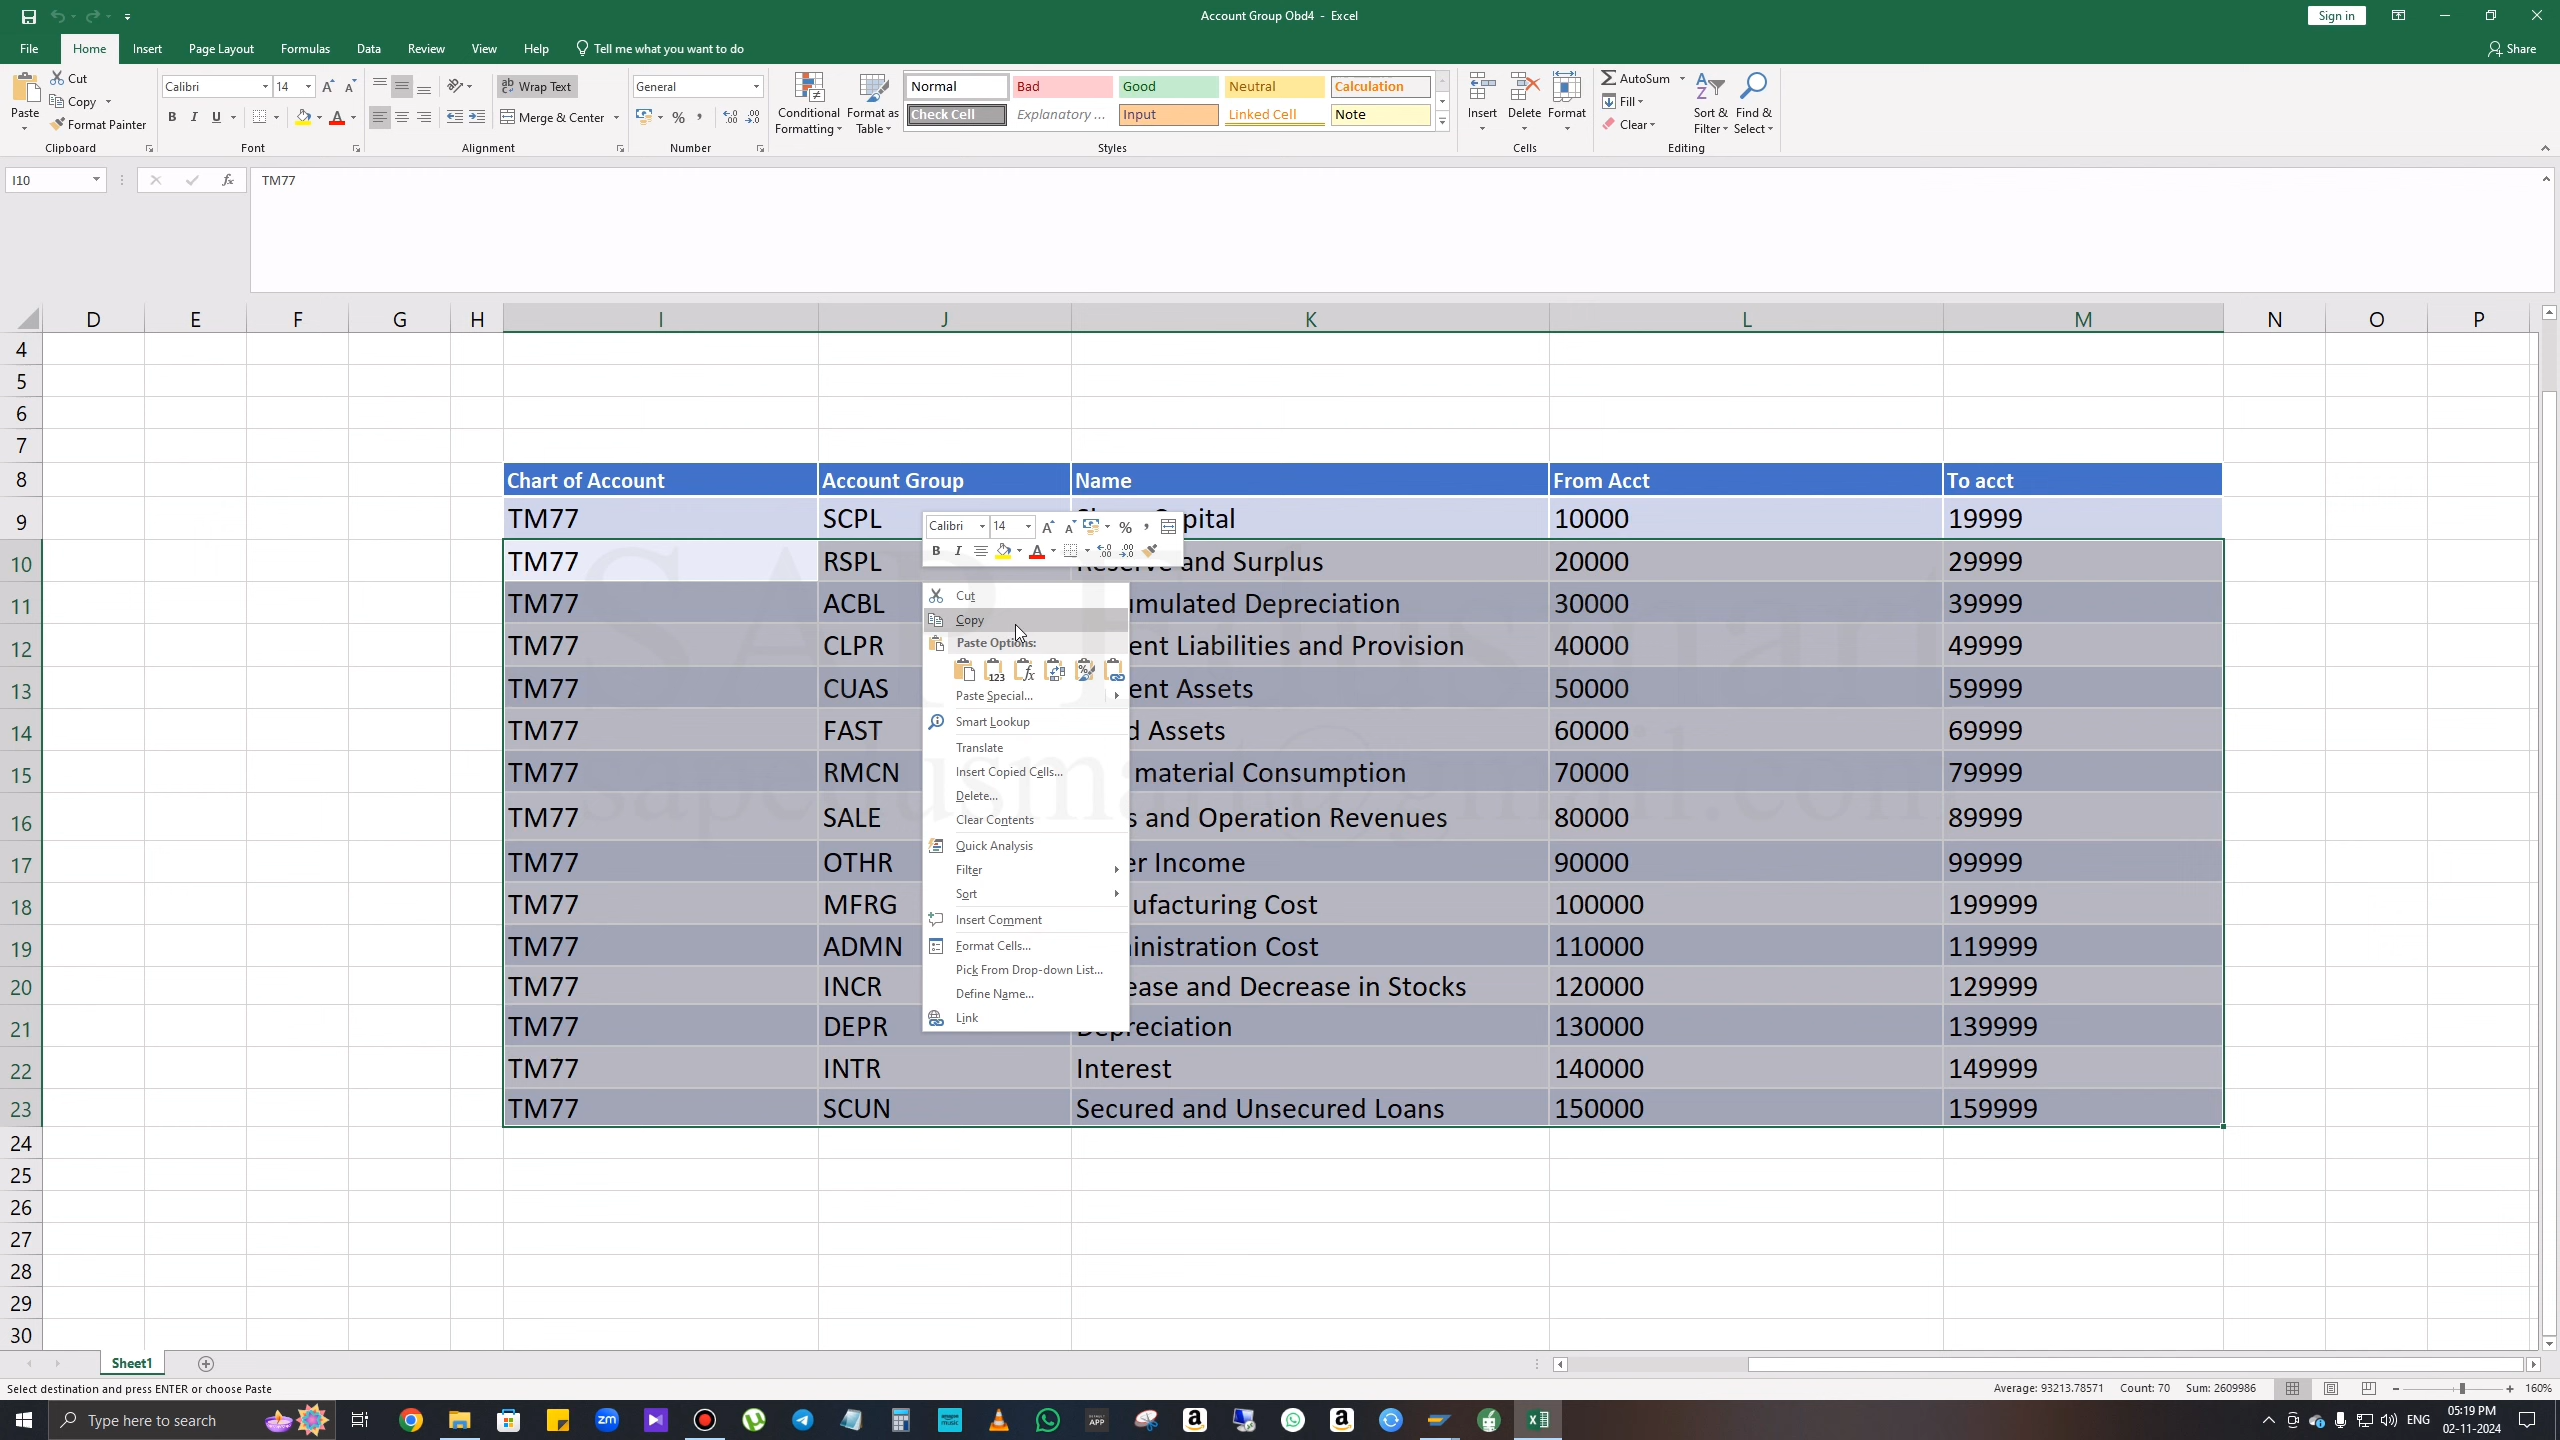 Account Group Obd4 - Excel
Sign in
File Home Insert Page Layout Formulas Data Review View Help Tell me what you want to do Share
Paste Cut Copy Format Painter Clipboard
Calibri 14 B I U Font
Wrap Text Merge & Center Alignment
General % , Number
Conditional Formatting Format as Table
Normal Bad Good Neutral Calculation
Check Cell Explanatory ... Input Linked Cell Note
Styles
Insert Delete Format Cells
AutoSum Fill Clear Sort & Filter Find & Select Editing
I10 fx TM77
D E F G H I J K L M N O P
4
5
6
7
8 Chart of Account Account Group Name From Acct To acct
9 TM77 SCPL pital 10000 19999
10 TM77 RSPL and Surplus 20000 29999
11 TM77 ACBL umulated Depreciation 30000 39999
12 TM77 CLPR ent Liabilities and Provision 40000 49999
13 TM77 CUAS ent Assets 50000 59999
14 TM77 FAST d Assets 60000 69999
15 TM77 RMCN material Consumption 70000 79999
16 TM77 SALE s and Operation Revenues 80000 89999
17 TM77 OTHR er Income 90000 99999
18 TM77 MFRG ufacturing Cost 100000 199999
19 TM77 ADMN inistration Cost 110000 119999
20 TM77 INCR ease and Decrease in Stocks 120000 129999
21 TM77 DEPR Depreciation 130000 139999
22 TM77 INTR Interest 140000 149999
23 TM77 SCUN Secured and Unsecured Loans 150000 159999
24
25
26
27
28
29
30
Calibri 14 % ,
B I A
Cut
Copy
Paste Options:
Paste Special...
Smart Lookup
Translate
Insert Copied Cells...
Delete...
Clear Contents
Quick Analysis
Filter
Sort
Insert Comment
Format Cells...
Pick From Drop-down List...
Define Name...
Link
Sheet1
Select destination and press ENTER or choose Paste
Average: 93213.78571 Count: 70 Sum: 2609986 160%
Type here to search
zm
APP
ENG
05:19 PM
02-11-2024